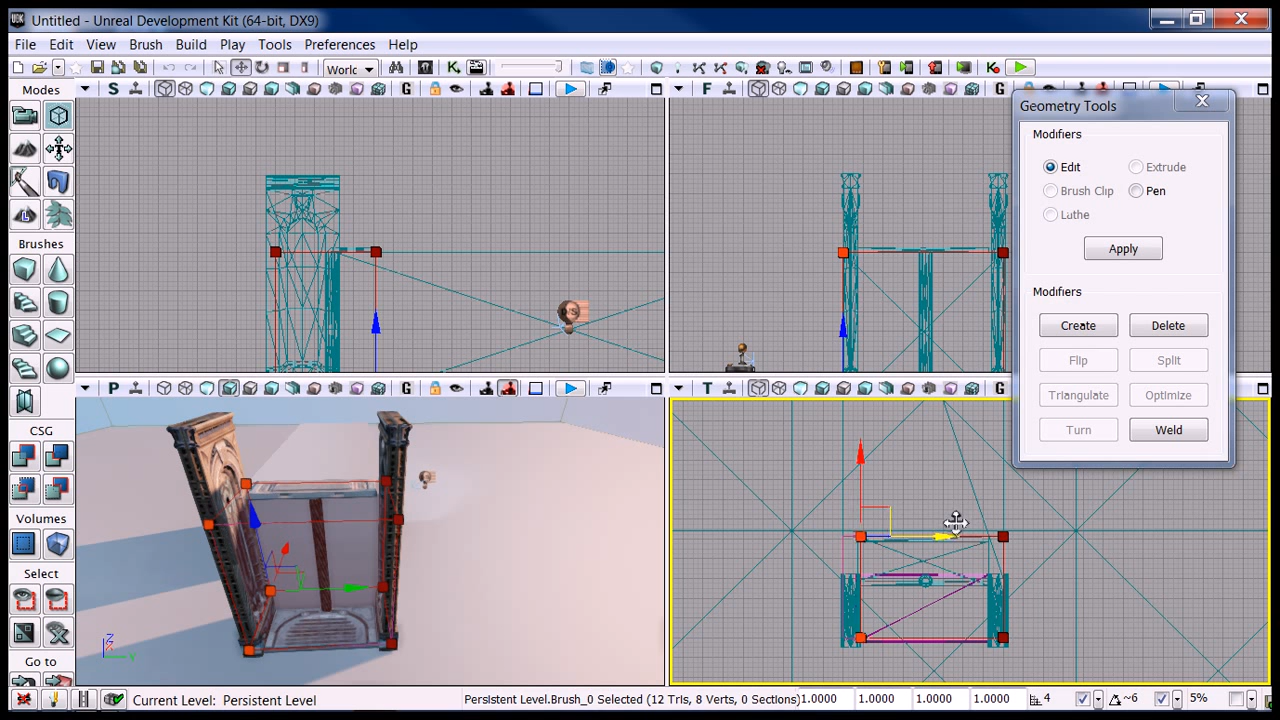 Untitled - Unreal Development Kit (64-bit, DX9)
File Edit View Brush Build Play Tools Preferences Help
Worlc
Modes
S G
F G
Brushes
CSG
Volumes
Select
Go to
P G
T G
Z
Y
Geometry Tools
Modifiers
Edit Extrude
Brush Clip Pen
Luthe
Apply
Modifiers
Create Delete
Flip Split
Triangulate Optimize
Turn Weld
Current Level: Persistent Level
Persistent Level.Brush_0 Selected (12 Tris, 8 Verts, 0 Sections) 1.0000 1.0000 1.0000 1.0000 4 ~6 5%